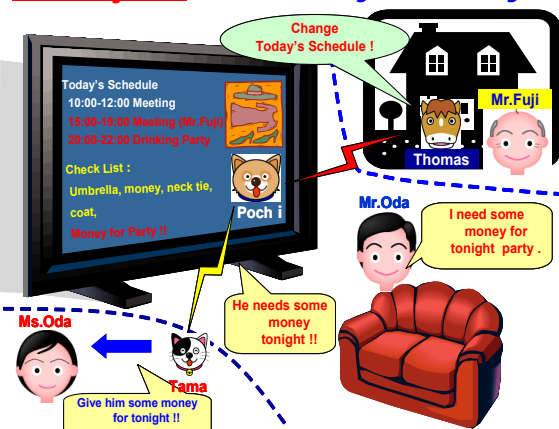 Change
Today's Schedule !
Today's Schedule
10:00-12:00 Meeting
15:00-19:00 Meeting (Mr.Fuji)
20:00-22:00 Drinking Party
Check List :
Umbrella, money, neck tie,
coat,
Money for Party !!
Poch i
Mr.Fuji
Thomas
Mr.Oda
I need some
money for
tonight party .
He needs some
money
tonight !!
Ms.Oda
Tama
Give him some money
for tonight !!